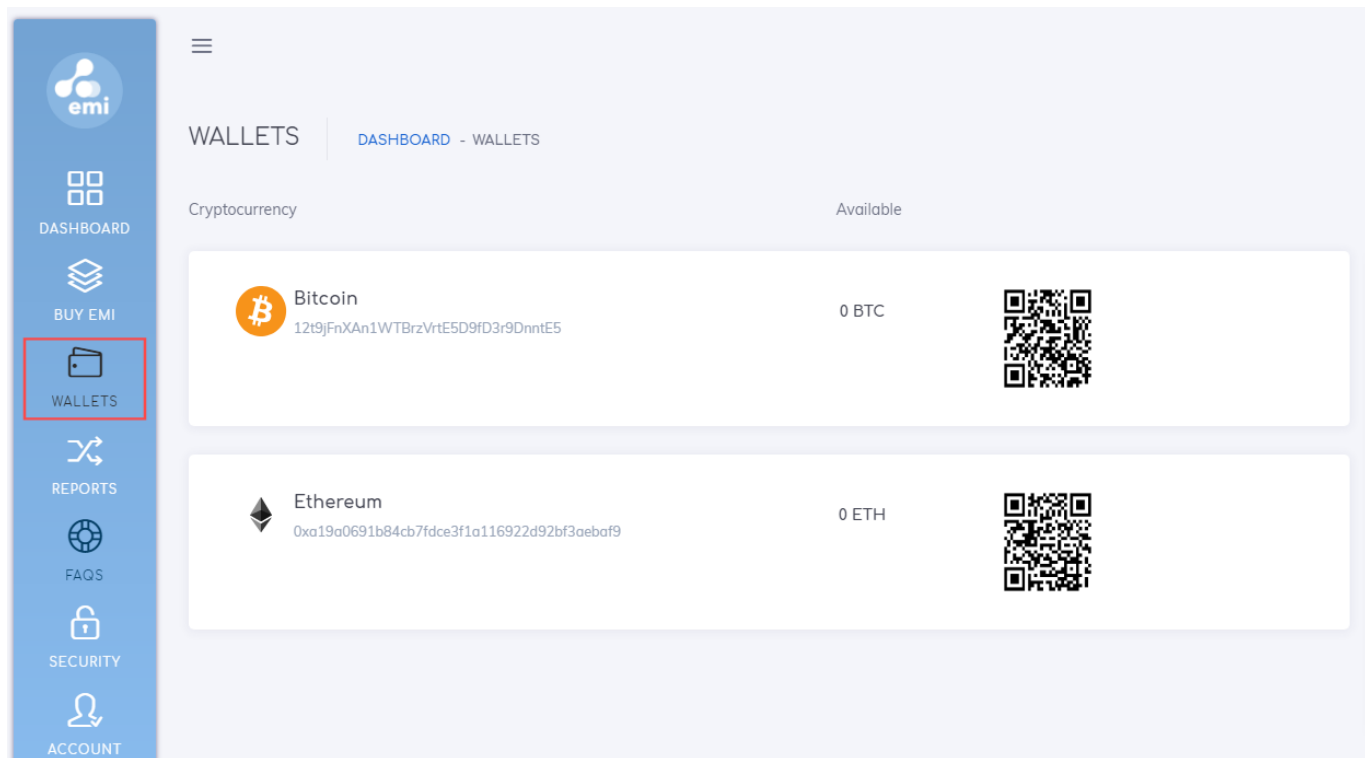 emi
WALLETS
DASHBOARD - WALLETS
Cryptocurrency
Available
Bitcoin
12t9jFnXAn1WTBrzVrtE5D9fD3r9DnntE5
0 BTC
Ethereum
0xa19a0691b84cb7fdce3f1a116922d92bf3aebaf9
0 ETH
DASHBOARD
BUY EMI
WALLETS
REPORTS
FAQS
SECURITY
ACCOUNT